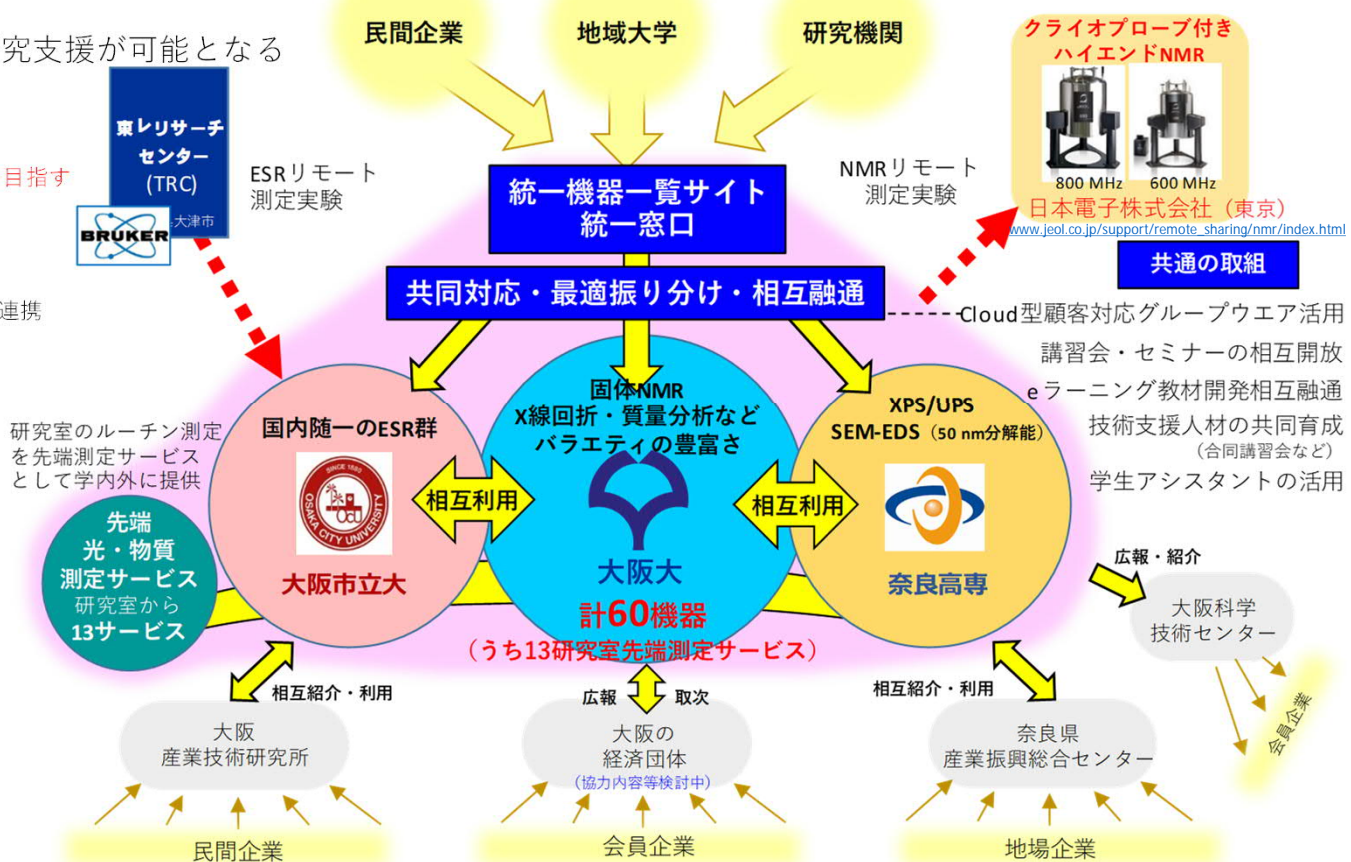 究支援が可能となる
民間企業
地域大学
研究機関
クライオプローブ付き
ハイエンドNMR
800 MHz
600 MHz
日本電子株式会社（東京）
www.jeol.co.jp/support/remote_sharing/nmr/index.html
東レリサーチ
センター
(TRC)
大津市
BRUKER
目指す
連携
ESRリモート
測定実験
統一機器一覧サイト
統一窓口
NMRリモート
測定実験
共同対応・最適振り分け・相互融通
共通の取組
Cloud型顧客対応グループウエア活用
講習会・セミナーの相互開放
eラーニング教材開発相互融通
技術支援人材の共同育成
（合同講習会など）
学生アシスタントの活用
研究室のルーチン測定
を先端測定サービス
として学内外に提供
先端
光・物質
測定サービス
研究室から
13サービス
国内随一のESR群
SINCE 1880
OSAKA CITY UNIVERSITY
OCU
大阪市立大
相互利用
固体NMR
X線回折・質量分析など
バラエティの豊富さ
大阪大
計60機器
（うち13研究室先端測定サービス）
相互利用
XPS/UPS
SEM-EDS（50 nm分解能）
奈良高専
広報・紹介
大阪科学
技術センター
会員企業
相互紹介・利用
大阪
産業技術研究所
民間企業
広報
取次
大阪の
経済団体
（協力内容等検討中）
会員企業
相互紹介・利用
奈良県
産業振興総合センター
地場企業